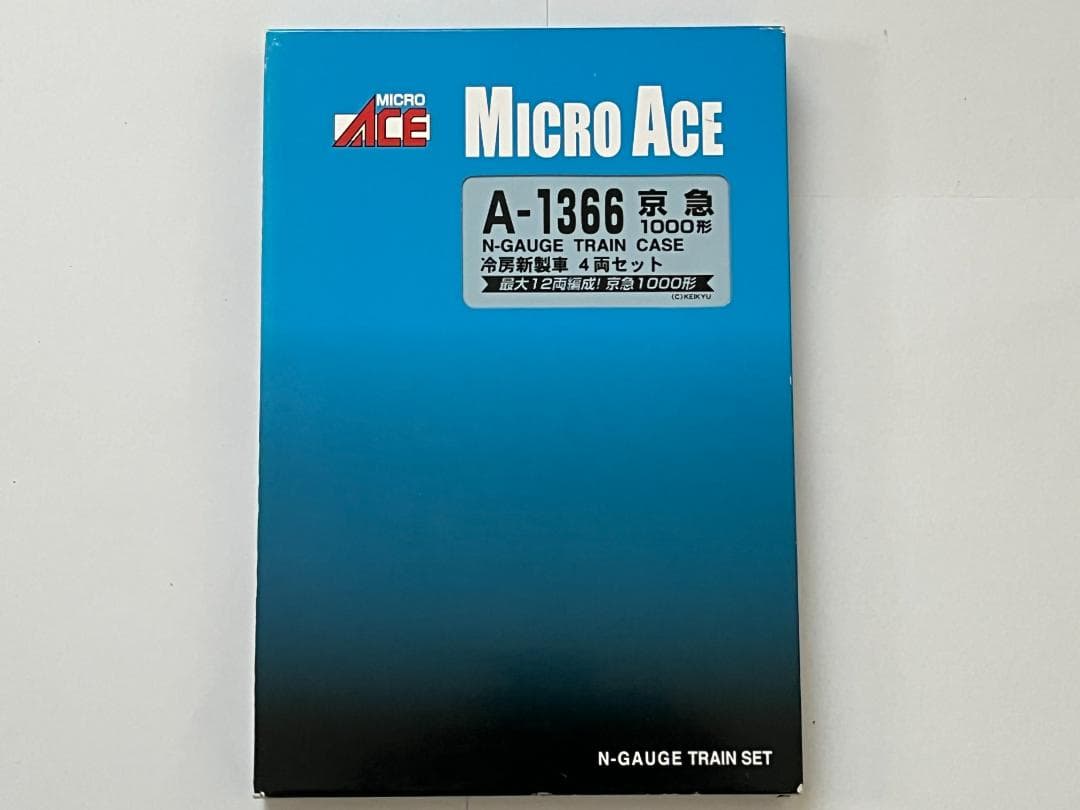 MICRO
ACE
MICRO ACE
A-1366 京急
1000形
N-GAUGE TRAIN CASE
冷房新製車 4両セット
最大12両編成! 京急1000形
(C)KEIKYU
N-GAUGE TRAIN SET